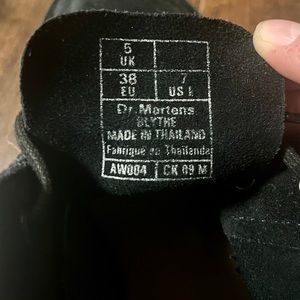 5
UK
38 7
EU US L
Dr. Martens
BLYTHE
MADE IN THAILAND
Fabriqué en Thaïlande
AW004 CK 09 M